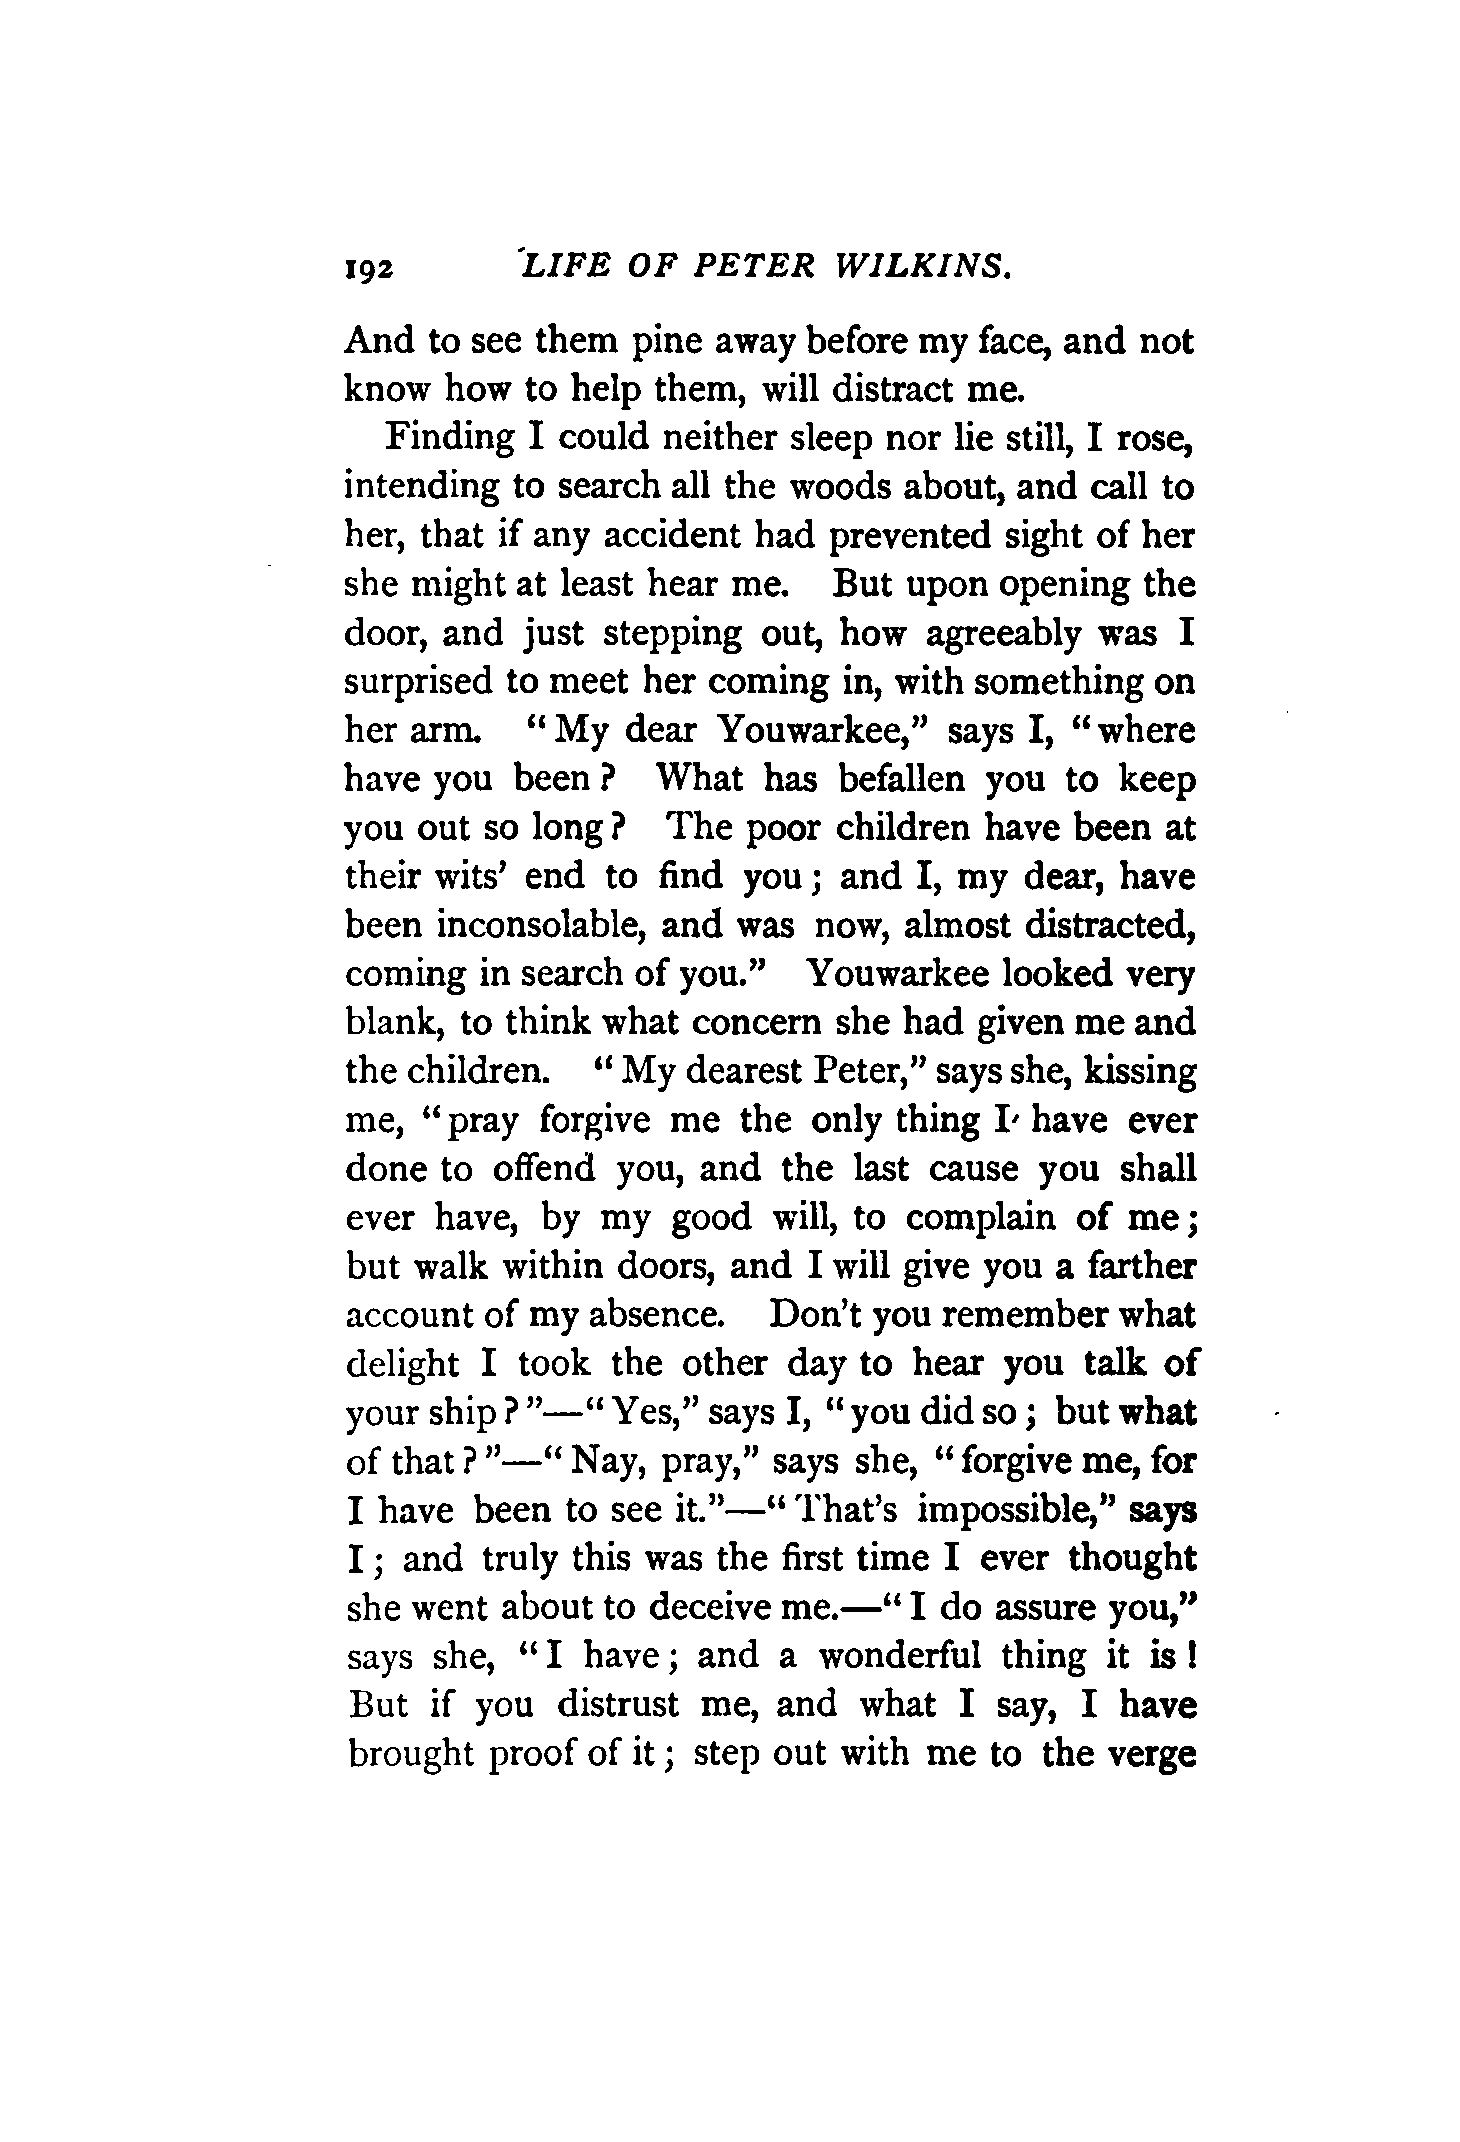 192 LIFE OF PETER WILKINS.
And to see them pine away before my face, and not
know how to help them, will distract me.
Finding I could neither sleep nor lie still, I rose,
intending to search all the woods about, and call to
her, that if any accident had prevented sight of her
she might at least hear me. But upon opening the
door, and just stepping out, how agreeably was I
surprised to meet her coming in, with something on
her arm. “My dear Youwarkee,” says I, “where
have you been? What has befallen you to keep
you out so long? The poor children have been at
their wits’ end to find you; and I, my dear, have
been inconsolable, and was now, almost distracted,
coming in search of you.” Youwarkee looked very
blank, to think what concern she had given me and
the children. “My dearest Peter,” says she, kissing
me, “pray forgive me the only thing I have ever
done to offend you, and the last cause you shall
ever have, by my good will, to complain of me;
but walk within doors, and I will give you a farther
account of my absence. Don’t you remember what
delight I took the other day to hear you talk of
your ship?”—“Yes,” says I, “you did so; but what
of that?”—“Nay, pray,” says she, “forgive me, for
I have been to see it.”—“That’s impossible,” says
I; and truly this was the first time I ever thought
she went about to deceive me.—“I do assure you,”
says she, “I have; and a wonderful thing it is!
But if you distrust me, and what I say, I have
brought proof of it; step out with me to the verge